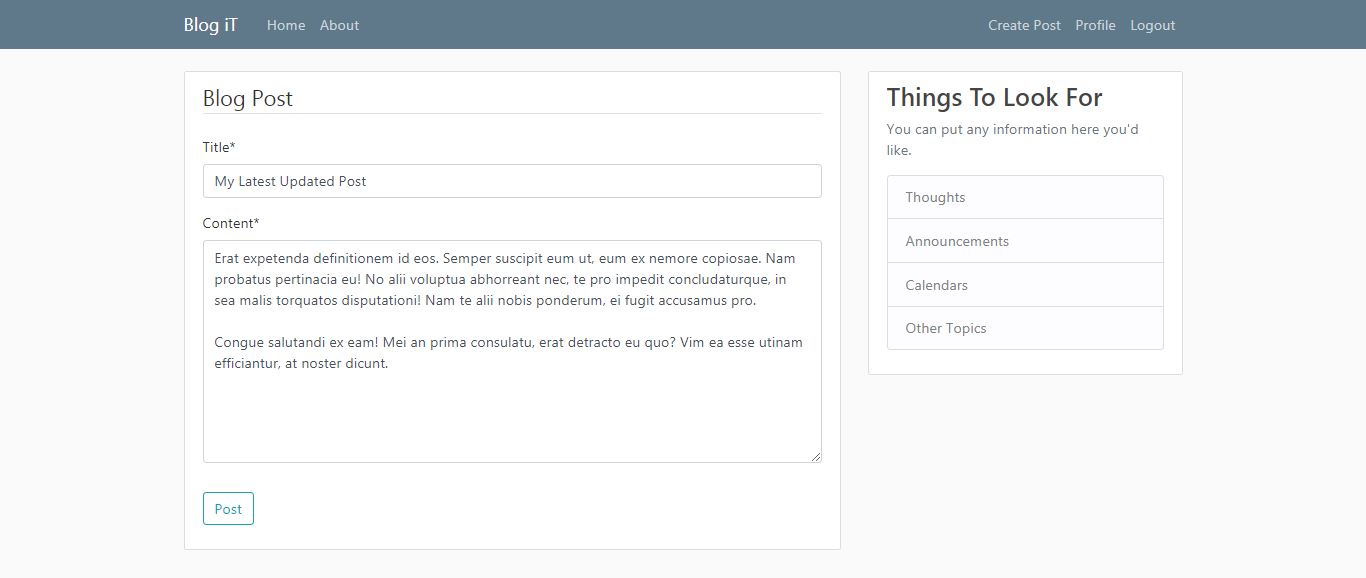 Blog iT Home About Create Post Profile Logout
Blog Post
Title*
My Latest Updated Post
Content*
Erat expetenda definitionem id eos. Semper suscipit eum ut, eum ex nemore copiosae. Nam
probatus pertinacia eu! No alii voluptua abhorreant nec, te pro impedit concludaturque, in
sea malis torquatos disputationi! Nam te alii nobis ponderum, ei fugit accusamus pro.
Congue salutandi ex eam! Mei an prima consulatu, erat detracto eu quo? Vim ea esse utinam
efficiantur, at noster dicunt.
Post
Things To Look For
You can put any information here you'd
like.
Thoughts
Announcements
Calendars
Other Topics